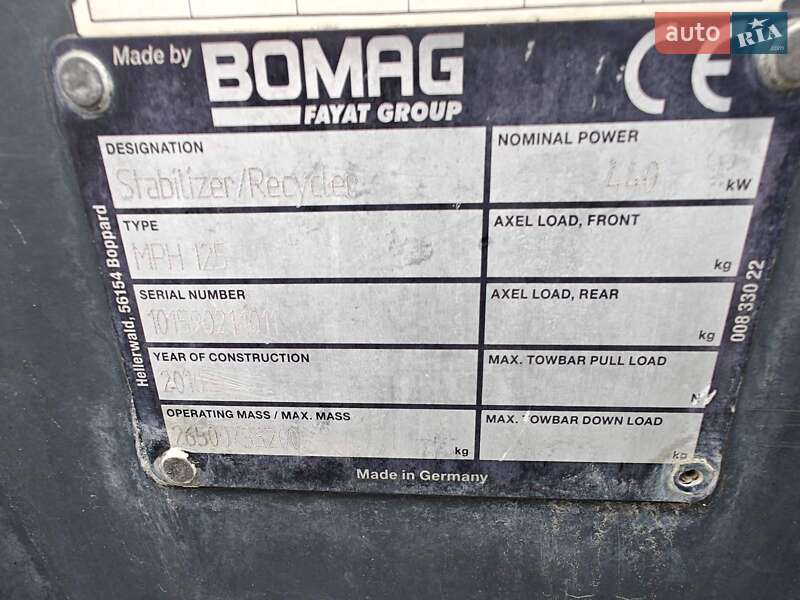 auto RIA
.com
Made by BOMAG CE
FAYAT GROUP
DESIGNATION
Stabilizer/Recycler
NOMINAL POWER
440 kW
TYPE
MPH 125
AXEL LOAD, FRONT
kg
SERIAL NUMBER
AXEL LOAD, REAR
kg
YEAR OF CONSTRUCTION
MAX. TOWBAR PULL LOAD
N
OPERATING MASS / MAX. MASS
kg
MAX. TOWBAR DOWN LOAD
kg
Made in Germany
Hellerwald, 56154 Boppard
008 330 22